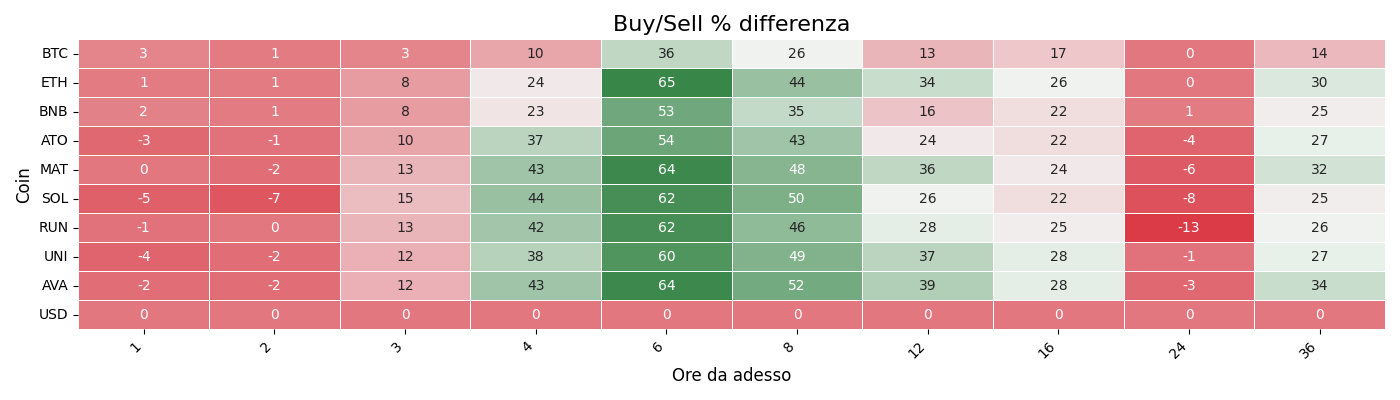 Buy/Sell % differenza
BTC 3 1 3 10 36 26 13 17 0 14
ETH 1 1 8 24 65 44 34 26 0 30
BNB 2 1 8 23 53 35 16 22 1 25
ATO -3 -1 10 37 54 43 24 22 -4 27
MAT 0 -2 13 43 64 48 36 24 -6 32
SOL -5 -7 15 44 62 50 26 22 -8 25
RUN -1 0 13 42 62 46 28 25 -13 26
UNI -4 -2 12 38 60 49 37 28 -1 27
AVA -2 -2 12 43 64 52 39 28 -3 34
USD 0 0 0 0 0 0 0 0 0 0
Coin
1 2 3 4 6 8 12 16 24 36
Ore da adesso